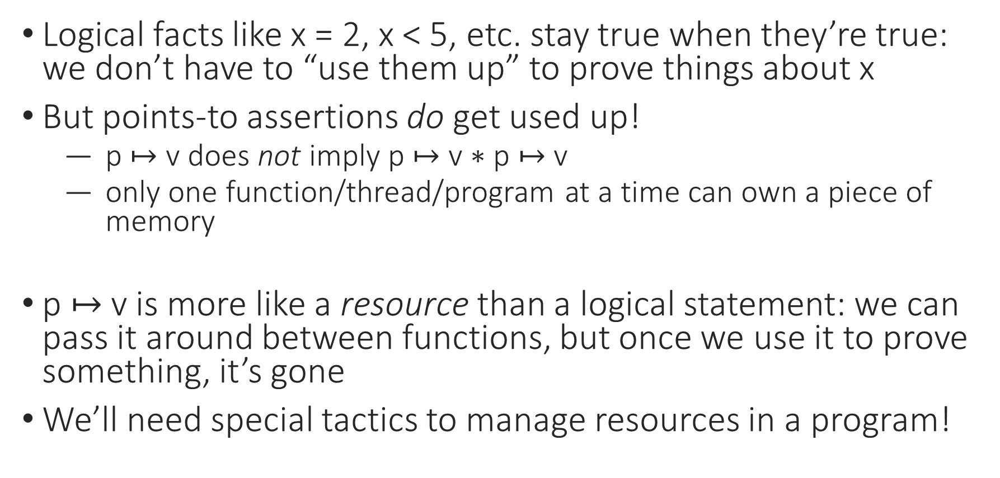 • Logical facts like x = 2, x < 5, etc. stay true when they’re true:
we don’t have to “use them up” to prove things about x
• But points-to assertions do get used up!
— p ↦ v does not imply p ↦ v ∗ p ↦ v
— only one function/thread/program at a time can own a piece of
memory
• p ↦ v is more like a resource than a logical statement: we can
pass it around between functions, but once we use it to prove
something, it’s gone
• We’ll need special tactics to manage resources in a program!